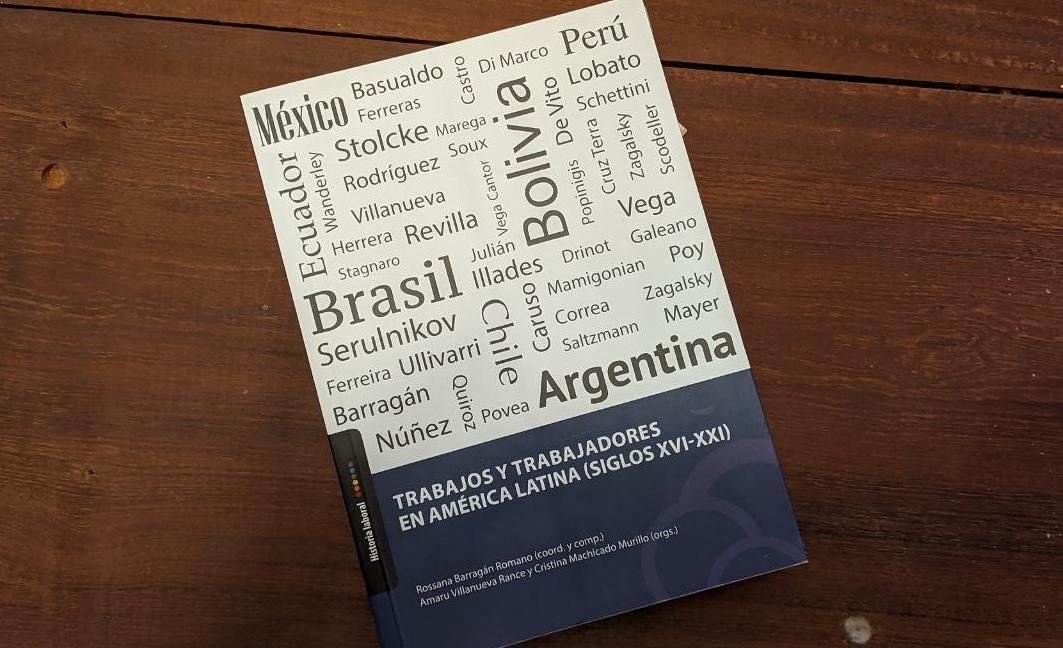 México
Basualdo
Castro
Di Marco
Perú
Ferreras
Lobato
Stolcke
Marega
Bolivia
De Vito
Schettini
Ecuador
Wanderley
Rodríguez
Soux
Cruz Terra
Zagalsky
Scodeller
Villanueva
Vega Cantor
Popinigis
Herrera
Revilla
Vega
Stagnaro
Julián
Drinot
Galeano
Brasil
Illades
Mamigonian
Poy
Serulnikov
Chile
Caruso
Correa
Zagalsky
Ferreira
Ullivarri
Saltzmann
Mayer
Barragán
Quiroz
Argentina
Núñez
Povea
TRABAJOS Y TRABAJADORES
EN AMÉRICA LATINA (SIGLOS XVI-XXI)
Historia laboral
Rossana Barragán Romano (coord. y comp.)
Amaru Villanueva Rance y Cristina Machicado Murillo (orgs.)